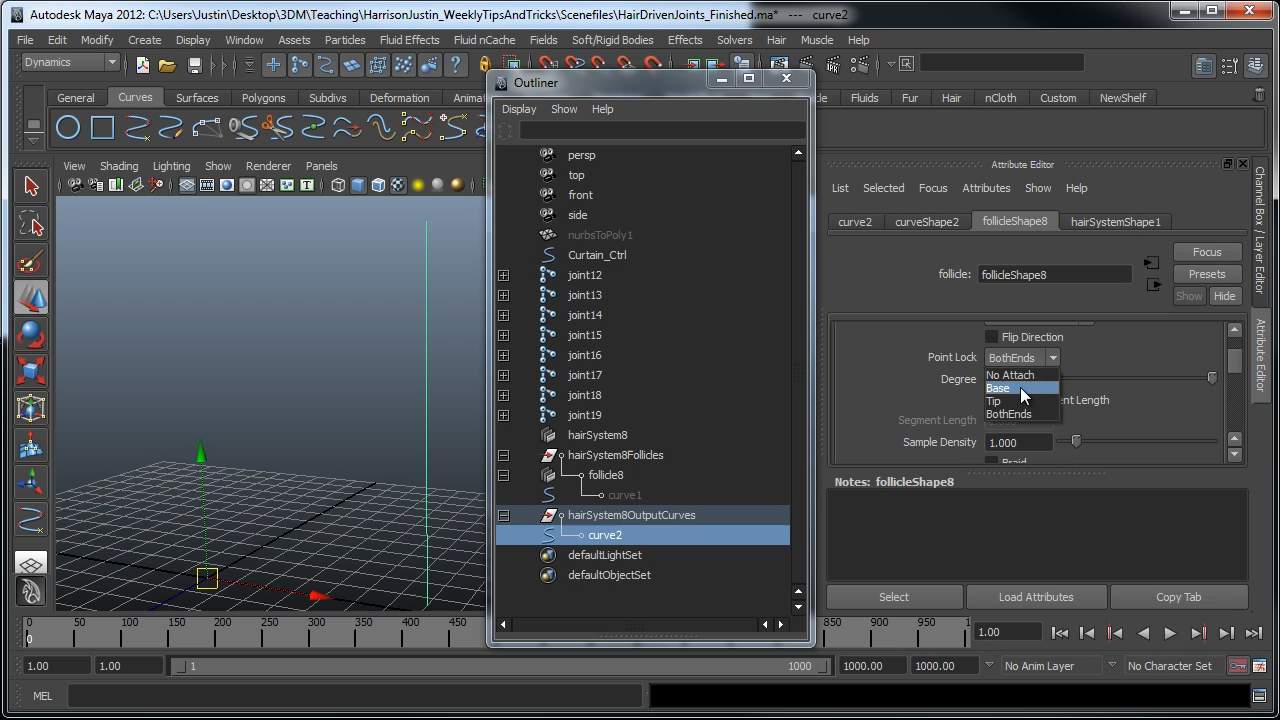 Autodesk Maya 2012: C:\Users\Justin\Desktop\3DM\Teaching\HarrisonJustin_WeeklyTipsAndTricks\Scenefiles\HairDrivenJoints_Finished.ma* --- curve2
File Edit Modify Create Display Window Assets Particles Fluid Effects Fluid nCache Fields Soft/Rigid Bodies Effects Solvers Hair Muscle Help
Dynamics
General Curves Surfaces Polygons Subdivs Deformation Fluids Fur Hair nCloth Custom NewShelf
View Shading Lighting Show Renderer Panels
Outliner
Display Show Help
persp
top
front
side
nurbsToPoly1
Curtain_Ctrl
joint12
joint13
joint14
joint15
joint16
joint17
joint18
joint19
hairSystem8
hairSystem8Follicles
follicle8
curve1
hairSystem8OutputCurves
curve2
defaultLightSet
defaultObjectSet
Attribute Editor
List Selected Focus Attributes Show Help
curve2 curveShape2 follicleShape8 hairSystemShape1
Focus
follicle: follicleShape8 Presets
Show Hide
Flip Direction
Point Lock BothEnds
No Attach
Degree Base
Tip
BothEnds
Segment Length
Sample Density 1.000
Braid
Notes: follicleShape8
Select Load Attributes Copy Tab
Channel Box / Layer Editor
Attribute Editor
0 50 100 150 200 250 300 350 400 450 850 900 950
0 1.00
1.00 1.00 1 1000 1000.00 1000.00 No Anim Layer No Character Set
MEL